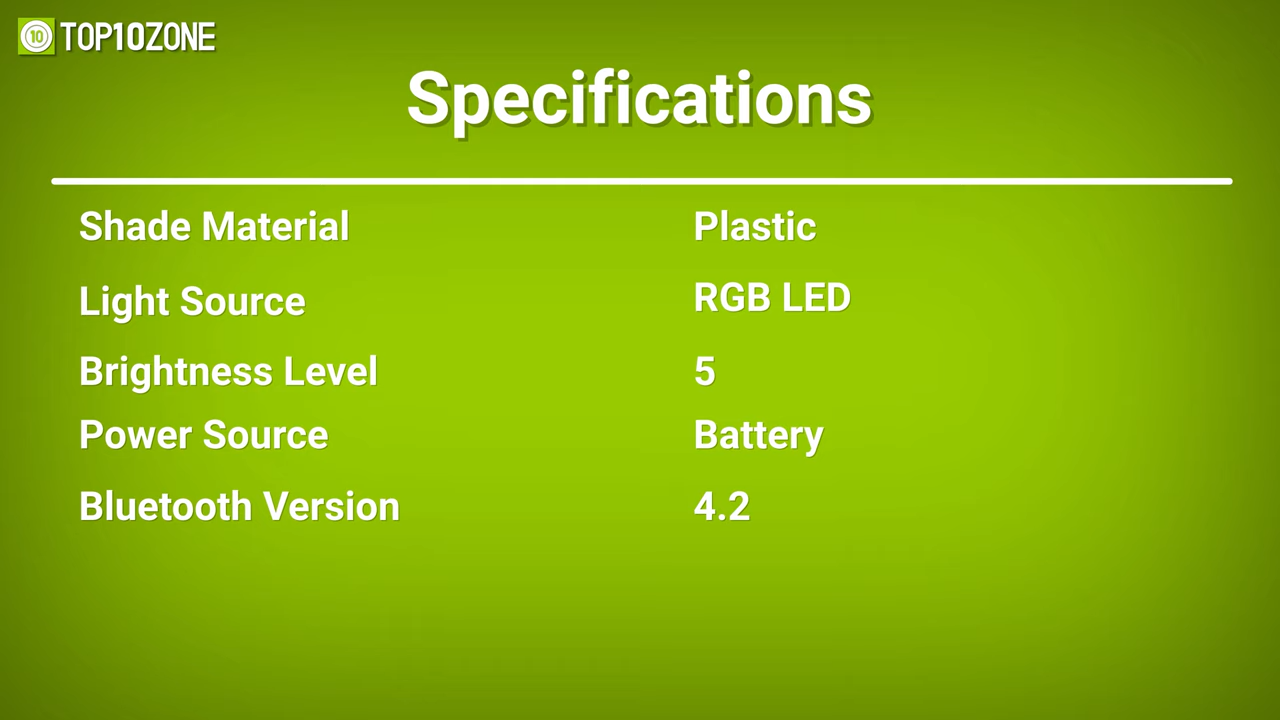 10 TOP10ZONE
Specifications
Shade Material Plastic
Light Source RGB LED
Brightness Level 5
Power Source Battery
Bluetooth Version 4.2